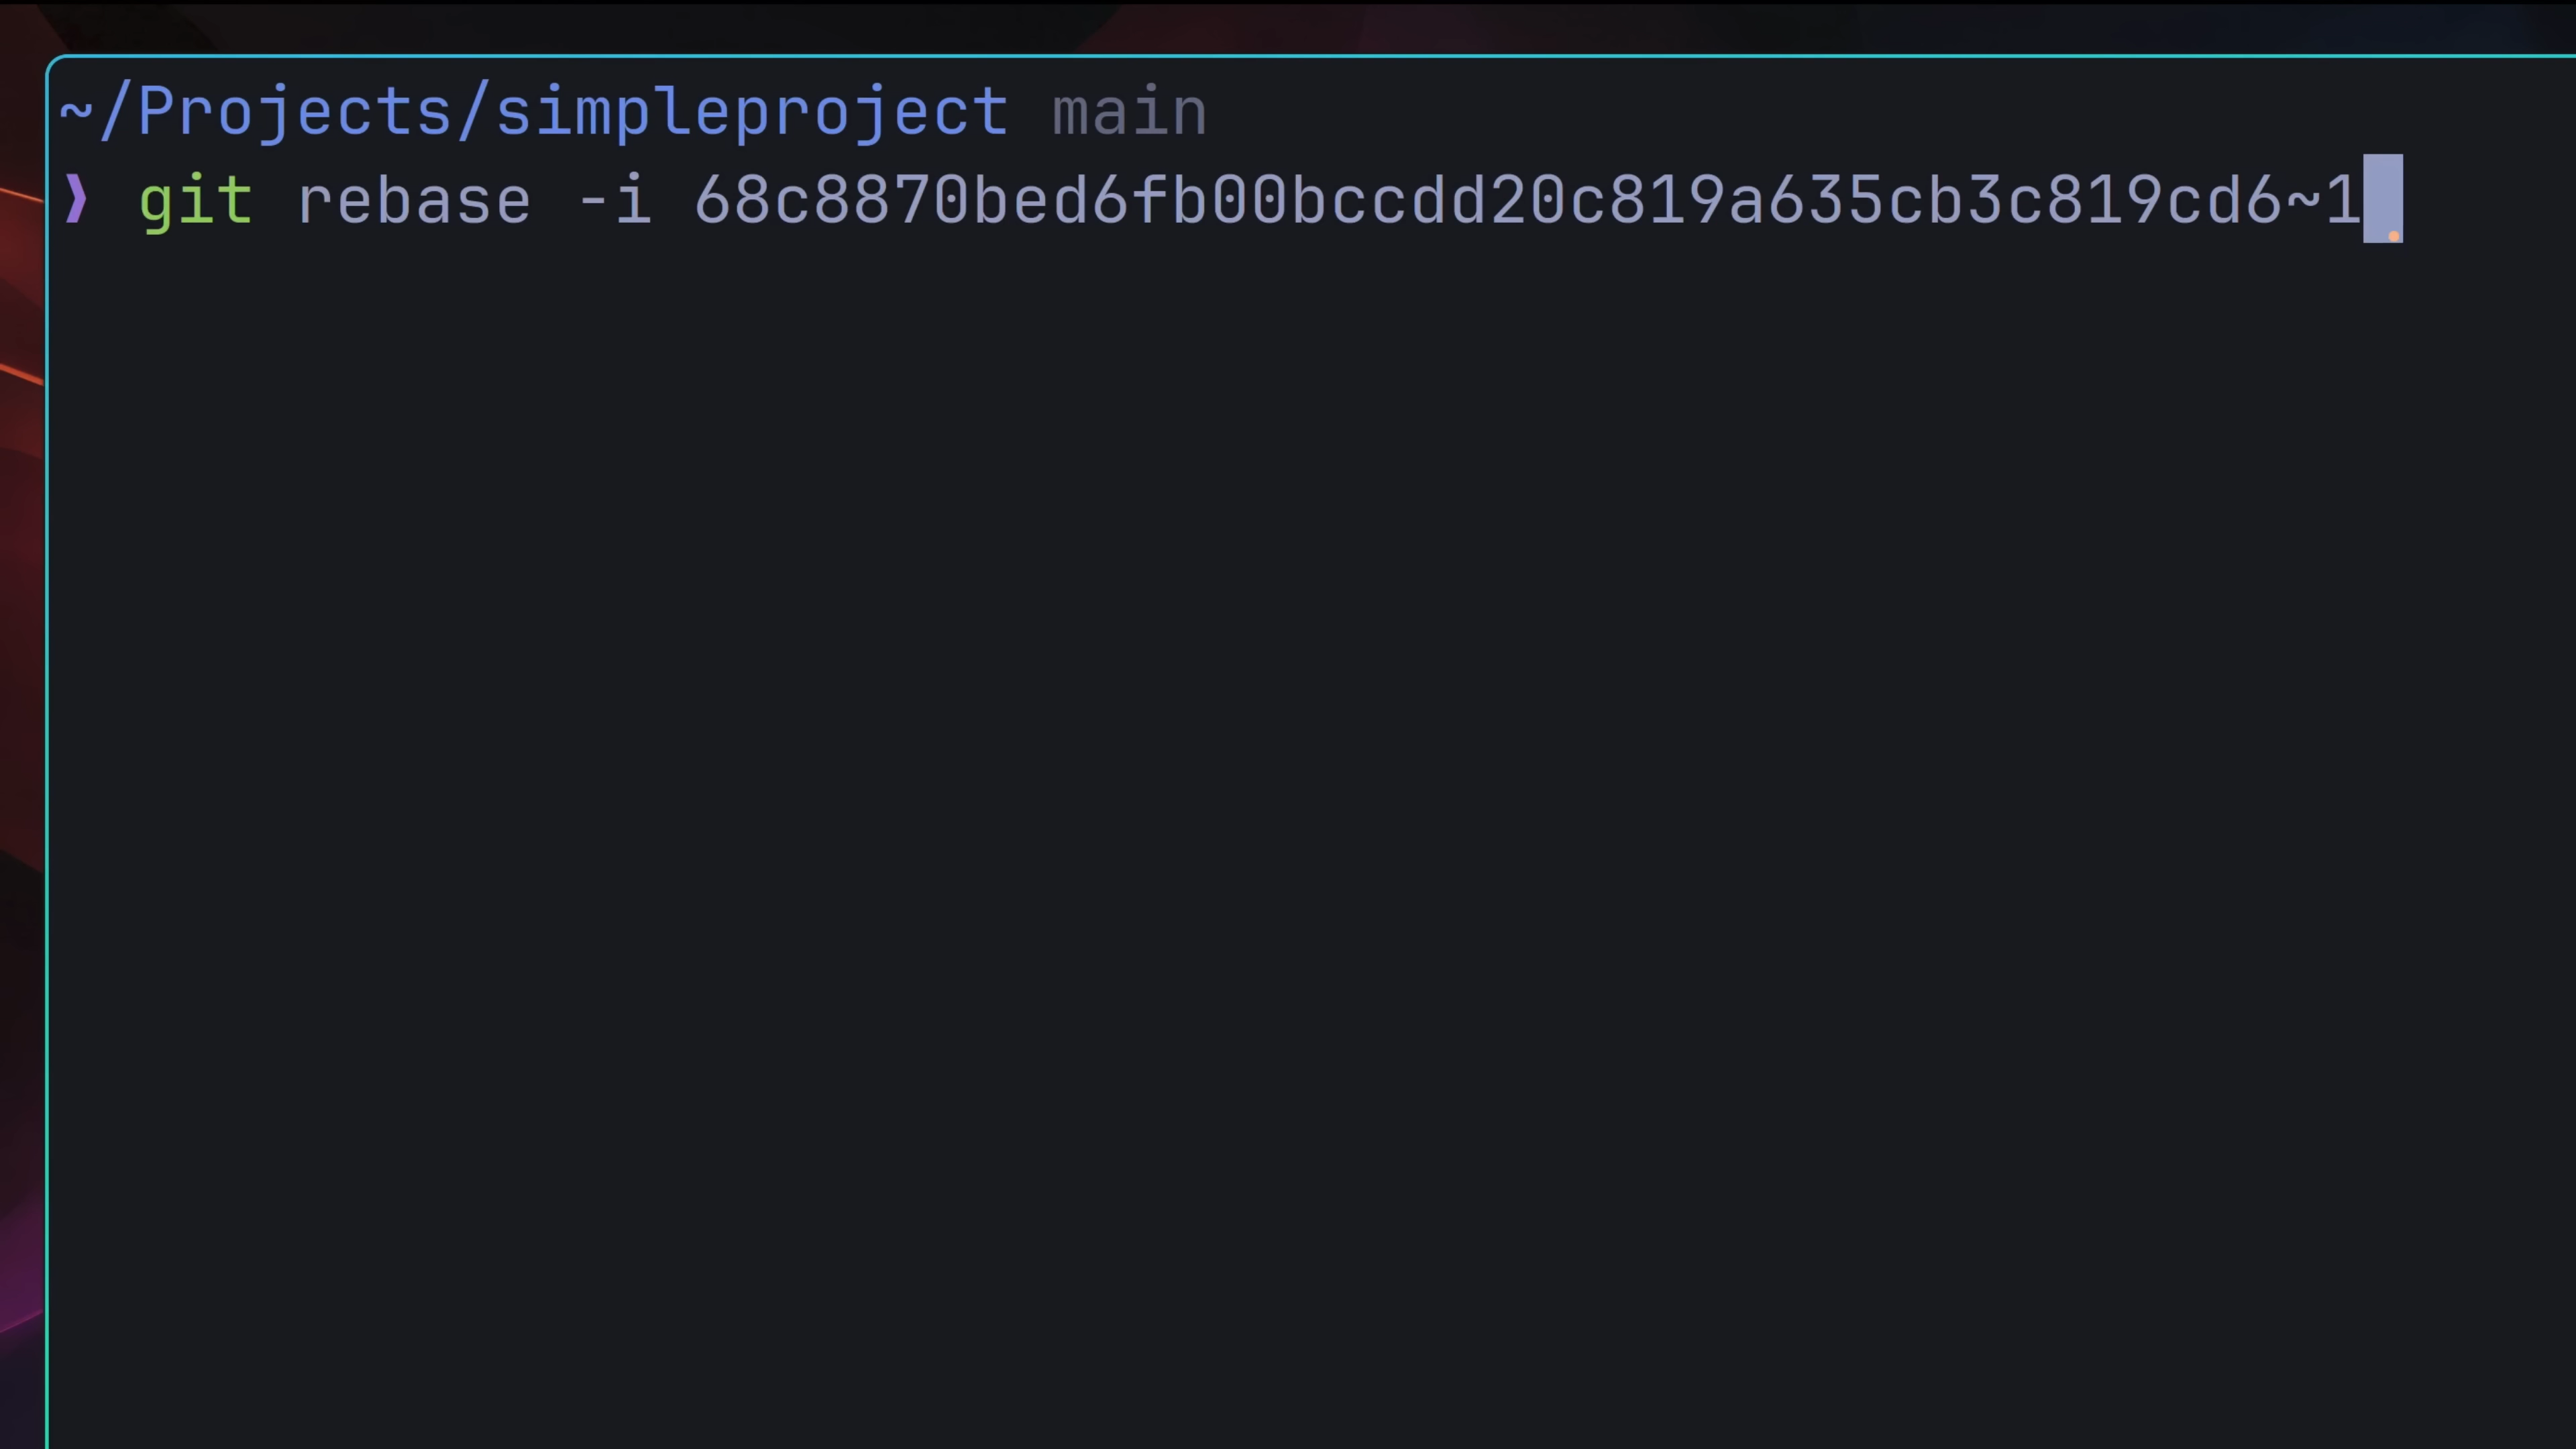 ~/Projects/simpleproject main
❯ git rebase -i 68c8870bed6fb00bccdd20c819a635cb3c819cd6~1